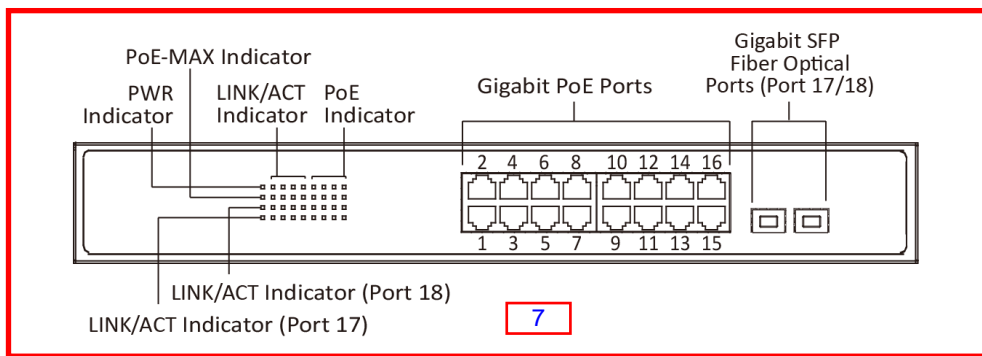 PoE-MAX Indicator
PWR
Indicator
LINK/ACT
Indicator
PoE
Indicator
Gigabit PoE Ports
Gigabit SFP
Fiber Optical
Ports (Port 17/18)
2 4 6 8 10 12 14 16
1 3 5 7 9 11 13 15
LINK/ACT Indicator (Port 18)
LINK/ACT Indicator (Port 17)
7